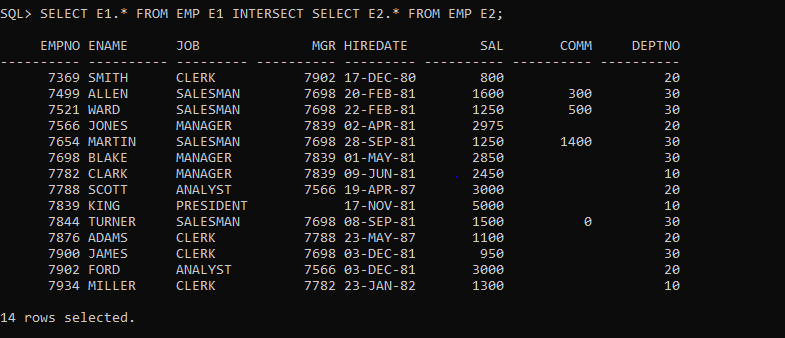 SQL> SELECT E1.* FROM EMP E1 INTERSECT SELECT E2.* FROM EMP E2;
     EMPNO ENAME      JOB              MGR HIREDATE         SAL       COMM     DEPTNO
---------- ---------- --------- ---------- --------- ---------- ---------- ----------
      7369 SMITH      CLERK           7902 17-DEC-80        800                    20
      7499 ALLEN      SALESMAN        7698 20-FEB-81       1600        300         30
      7521 WARD       SALESMAN        7698 22-FEB-81       1250        500         30
      7566 JONES      MANAGER         7839 02-APR-81       2975                    20
      7654 MARTIN     SALESMAN        7698 28-SEP-81       1250       1400         30
      7698 BLAKE      MANAGER         7839 01-MAY-81       2850                    30
      7782 CLARK      MANAGER         7839 09-JUN-81       2450                    10
      7788 SCOTT      ANALYST         7566 19-APR-87       3000                    20
      7839 KING       PRESIDENT            17-NOV-81       5000                    10
      7844 TURNER     SALESMAN        7698 08-SEP-81       1500          0         30
      7876 ADAMS      CLERK           7788 23-MAY-87       1100                    20
      7900 JAMES      CLERK           7698 03-DEC-81        950                    30
      7902 FORD       ANALYST         7566 03-DEC-81       3000                    20
      7934 MILLER     CLERK           7782 23-JAN-82       1300                    10
14 rows selected.